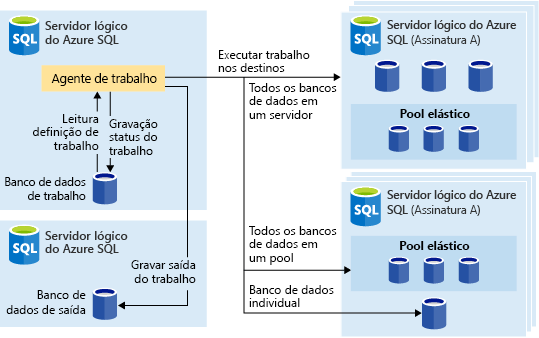 SQL
Servidor lógico
do Azure SQL
Agente de trabalho
Leitura
definição de
trabalho
Gravação
status do
trabalho
Banco de dados
de trabalho
SQL
Servidor lógico
do Azure SQL
Gravar saída
do trabalho
Banco de
dados de saída
Executar trabalho
nos destinos
Todos os bancos
de dados em
um servidor
Todos os bancos
de dados em
um pool
Banco de dados
individual
SQL
Servidor lógico do Azure
SQL (Assinatura A)
Pool elástico
SQL
Servidor lógico do Azure
SQL (Assinatura A)
Pool elástico